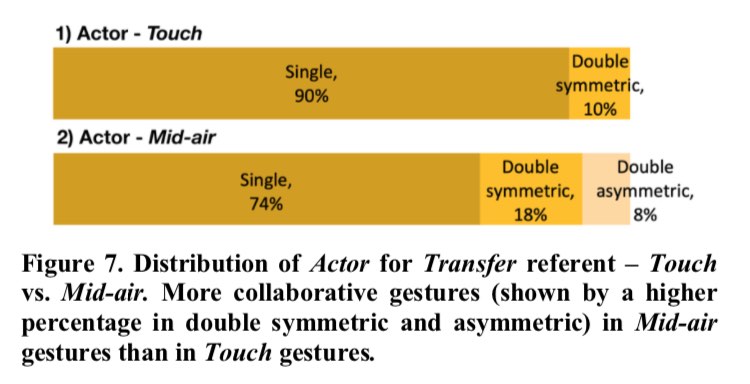 1) Actor - Touch
Single,
90%
Double
symmetric,
10%
2) Actor - Mid-air
Single,
74%
Double
symmetric,
18%
Double
asymmetric,
8%
Figure 7. Distribution of Actor for Transfer referent – Touch
vs. Mid-air. More collaborative gestures (shown by a higher
percentage in double symmetric and asymmetric) in Mid-air
gestures than in Touch gestures.